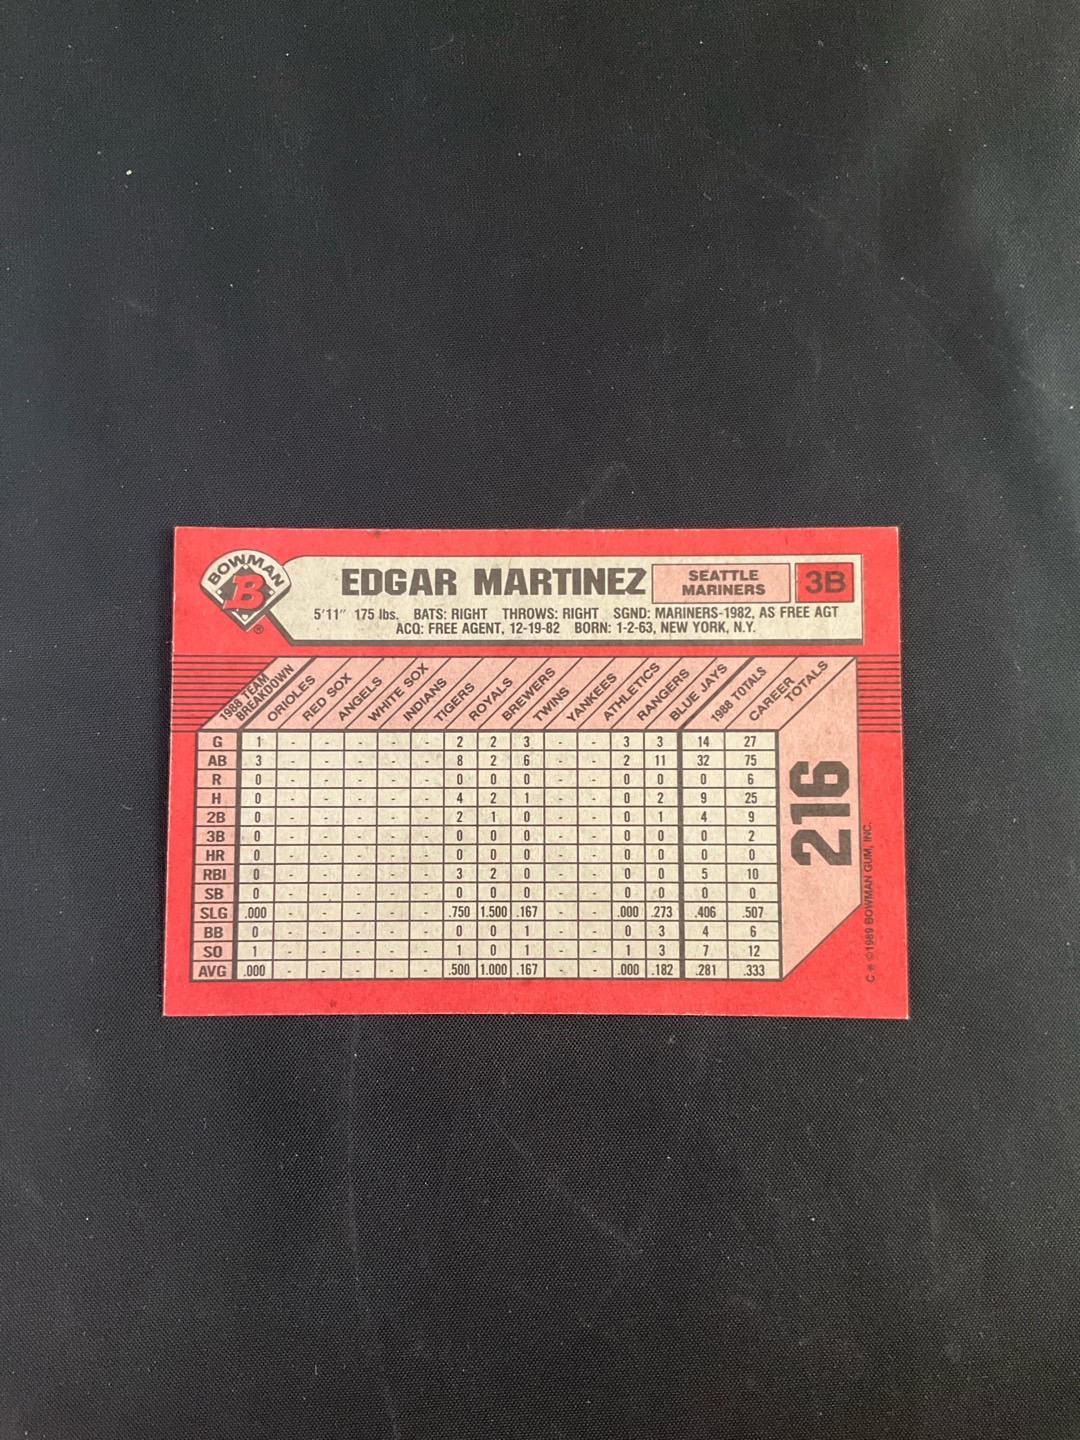 BOWMAN
B
®
EDGAR MARTINEZ
SEATTLE
MARINERS
3B
5'11" 175 lbs. BATS: RIGHT THROWS: RIGHT SGND: MARINERS-1982, AS FREE AGT
ACQ: FREE AGENT, 12-19-82 BORN: 1-2-63, NEW YORK, N.Y.
1988 TEAM BREAKDOWN ORIOLES RED SOX ANGELS WHITE SOX INDIANS TIGERS ROYALS BREWERS TWINS YANKEES ATHLETICS RANGERS BLUE JAYS 1988 TOTALS CAREER TOTALS
G 1 - - - - - 2 2 3 - - 3 3 14 27
AB 3 - - - - - 8 2 6 - - 2 11 32 75
R 0 - - - - - 0 0 0 - - 0 0 0 6
H 0 - - - - - 4 2 1 - - 0 2 9 25
2B 0 - - - - - 2 1 0 - - 0 1 4 9
3B 0 - - - - - 0 0 0 - - 0 0 0 2
HR 0 - - - - - 0 0 0 - - 0 0 0 0
RBI 0 - - - - - 3 2 0 - - 0 0 5 10
SB 0 - - - - - 0 0 0 - - 0 0 0 0
SLG .000 - - - - - .750 1.500 .167 - - .000 .273 .406 .507
BB 0 - - - - - 0 0 1 - - 0 3 4 6
SO 1 - - - - - 1 0 1 - - 1 3 7 12
AVG .000 - - - - - .500 1.000 .167 - - .000 .182 .281 .333
216
C * ©1989 BOWMAN GUM, INC.